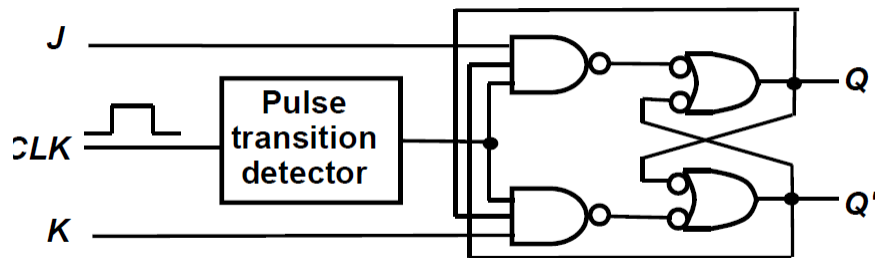 J
Pulse
transition
detector
CLK
K
Q
Q'